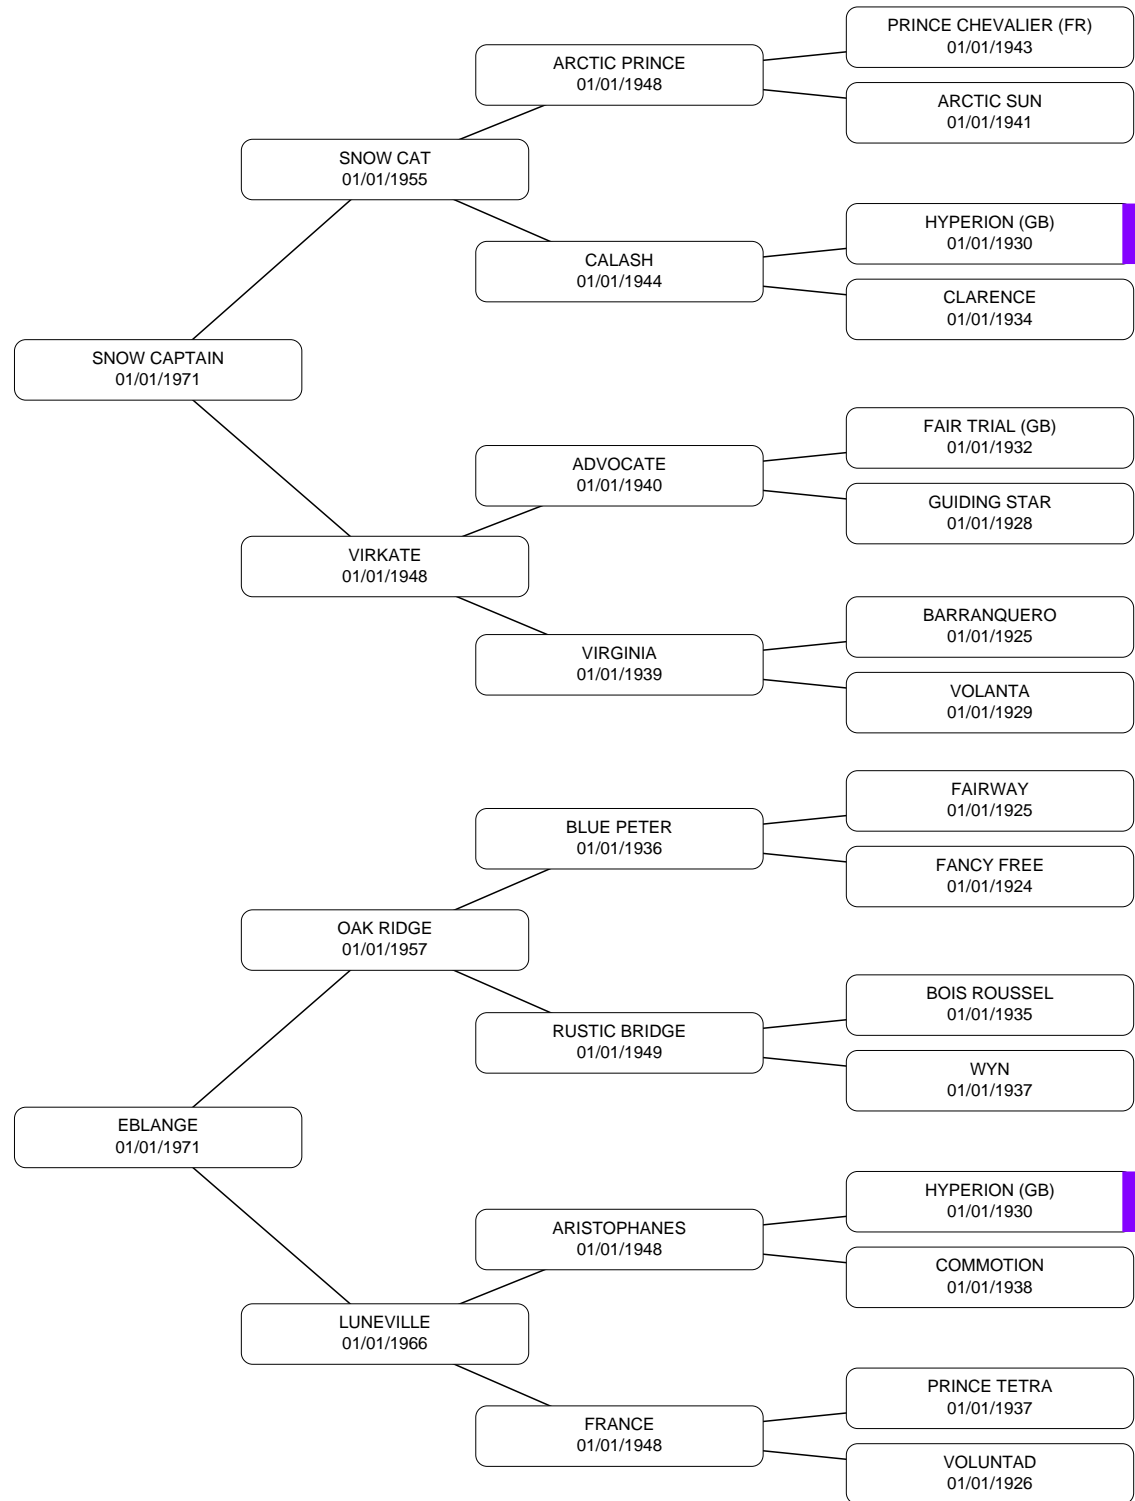 PRINCE CHEVALIER (FR)
01/01/1943
ARCTIC PRINCE
01/01/1948
ARCTIC SUN
01/01/1941
SNOW CAT
01/01/1955
HYPERION (GB)
01/01/1930
CALASH
01/01/1944
CLARENCE
01/01/1934
SNOW CAPTAIN
01/01/1971
FAIR TRIAL (GB)
01/01/1932
ADVOCATE
01/01/1940
GUIDING STAR
01/01/1928
VIRKATE
01/01/1948
BARRANQUERO
01/01/1925
VIRGINIA
01/01/1939
VOLANTA
01/01/1929
FAIRWAY
01/01/1925
BLUE PETER
01/01/1936
FANCY FREE
01/01/1924
OAK RIDGE
01/01/1957
BOIS ROUSSEL
01/01/1935
RUSTIC BRIDGE
01/01/1949
WYN
01/01/1937
EBLANGE
01/01/1971
HYPERION (GB)
01/01/1930
ARISTOPHANES
01/01/1948
COMMOTION
01/01/1938
LUNEVILLE
01/01/1966
PRINCE TETRA
01/01/1937
FRANCE
01/01/1948
VOLUNTAD
01/01/1926